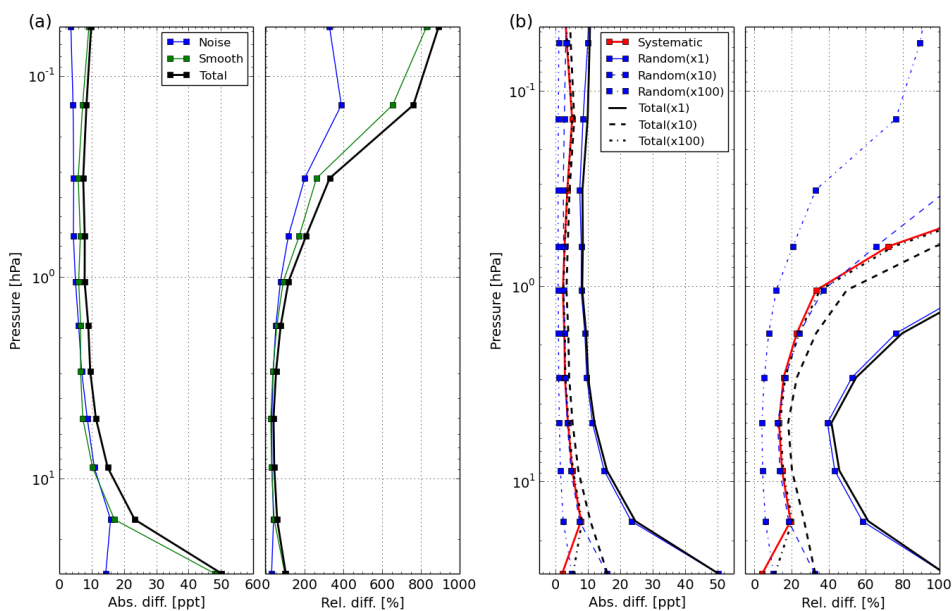 (a)
(b)
Noise
Smooth
Total
Systematic
Random(x1)
Random(x10)
Random(x100)
Total(x1)
Total(x10)
Total(x100)
Pressure [hPa]
10⁻¹
10⁰
10¹
0 10 20 30 40 50 60
Abs. diff. [ppt]
0 200 400 600 800 1000
Rel. diff. [%]
Pressure [hPa]
10⁻¹
10⁰
10¹
0 10 20 30 40 50
Abs. diff. [ppt]
0 20 40 60 80 100
Rel. diff. [%]